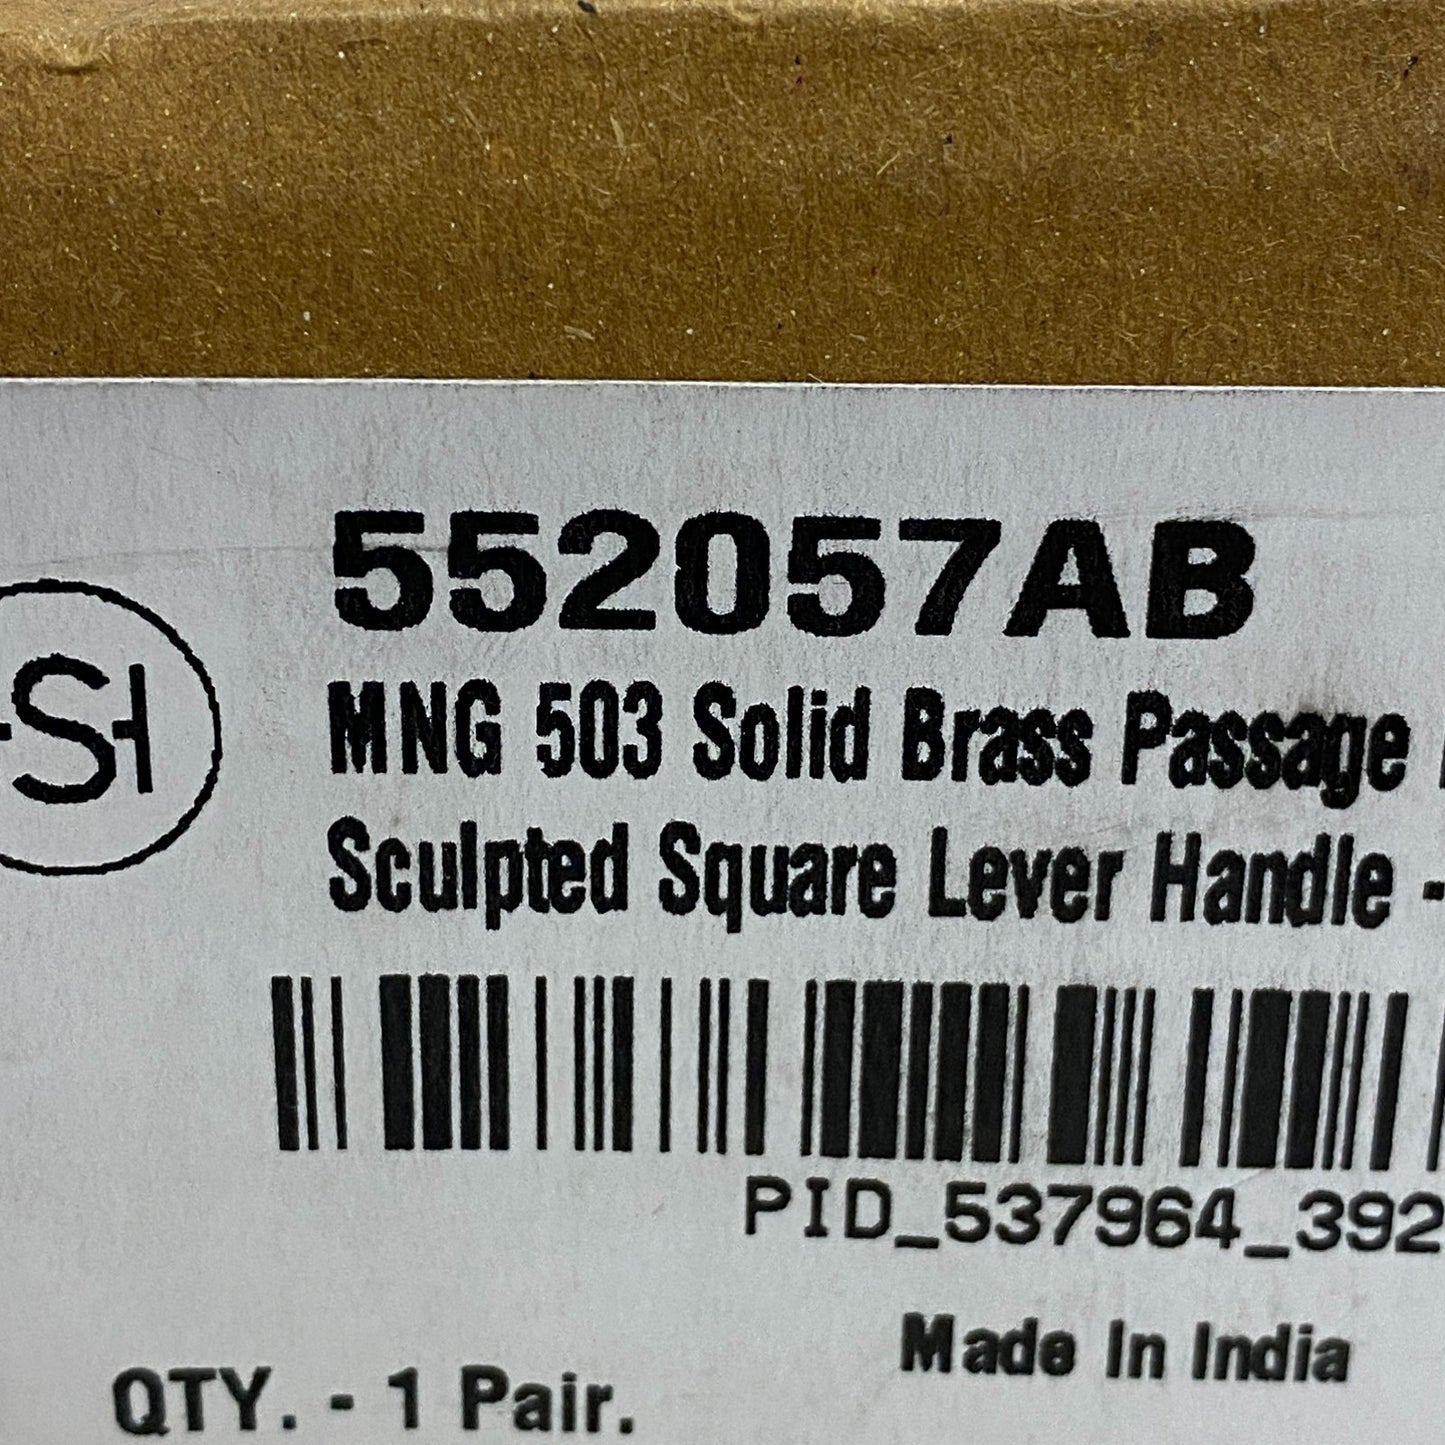 552057AB
SH
MNG 503 Solid Brass Passage
Sculpted Square Lever Handle -
PID_537964_392
Made In India
QTY. - 1 Pair.